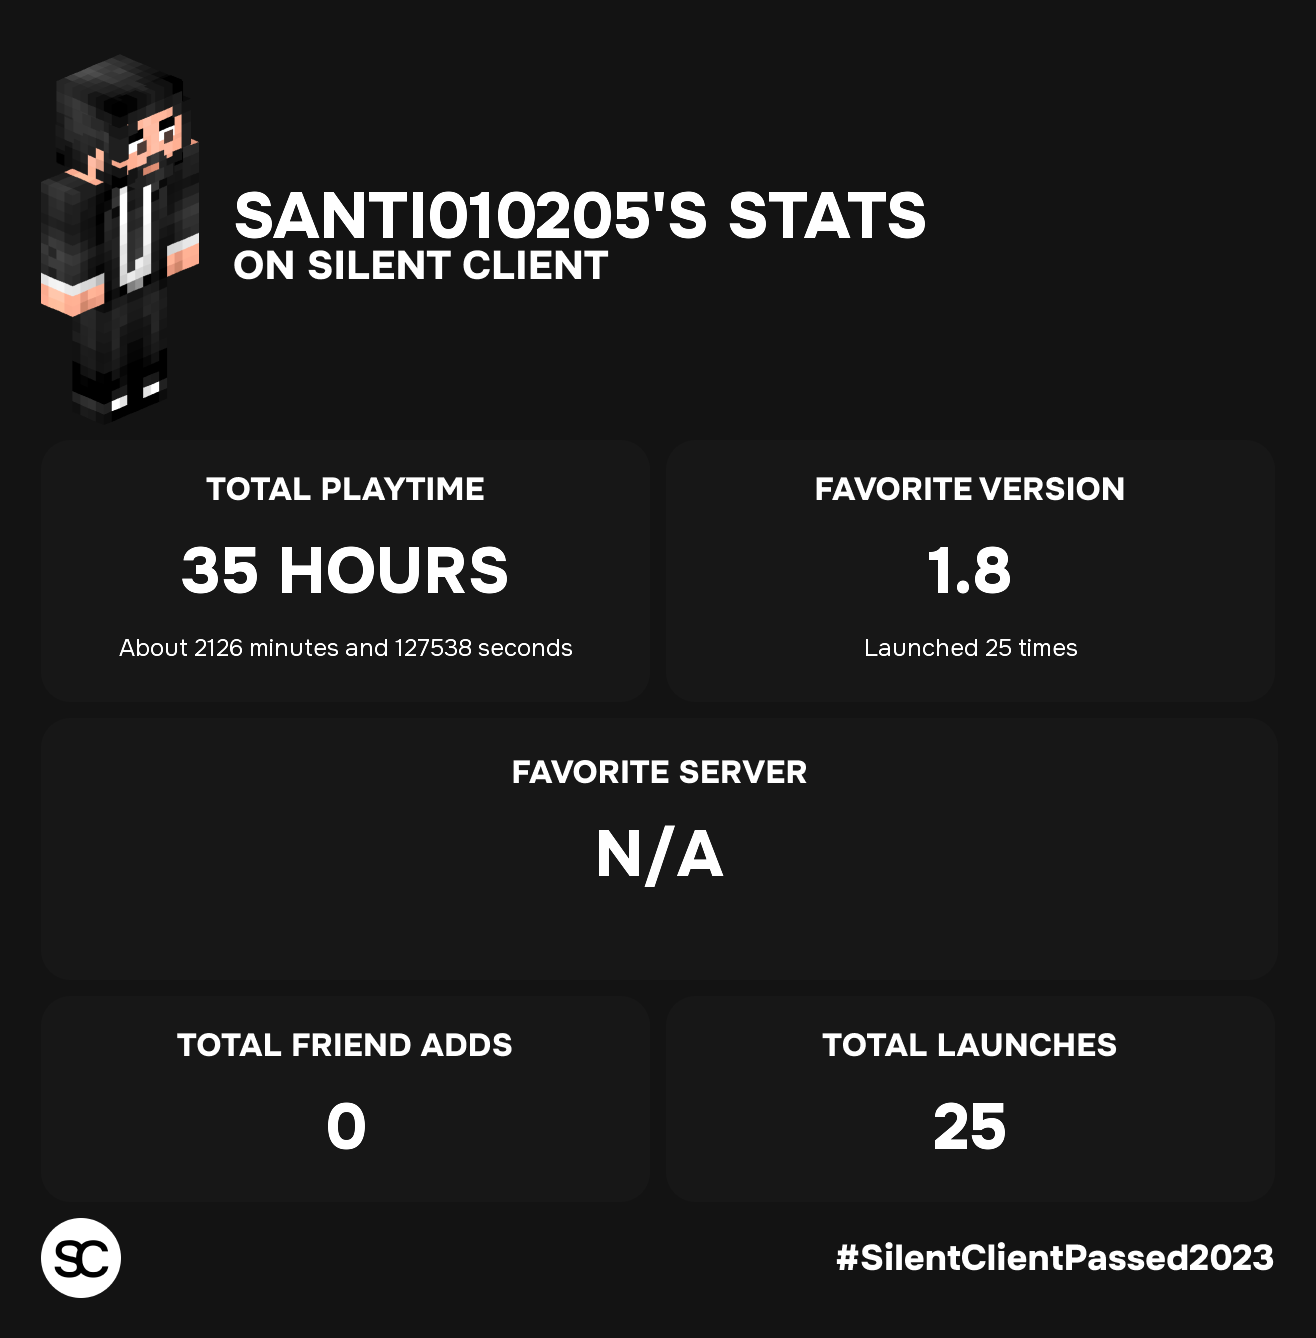 SANTI010205'S STATS
ON SILENT CLIENT
TOTAL PLAYTIME
35 HOURS
About 2126 minutes and 127538 seconds
FAVORITE VERSION
1.8
Launched 25 times
FAVORITE SERVER
N/A
TOTAL FRIEND ADDS
0
TOTAL LAUNCHES
25
SC
#SilentClientPassed2023